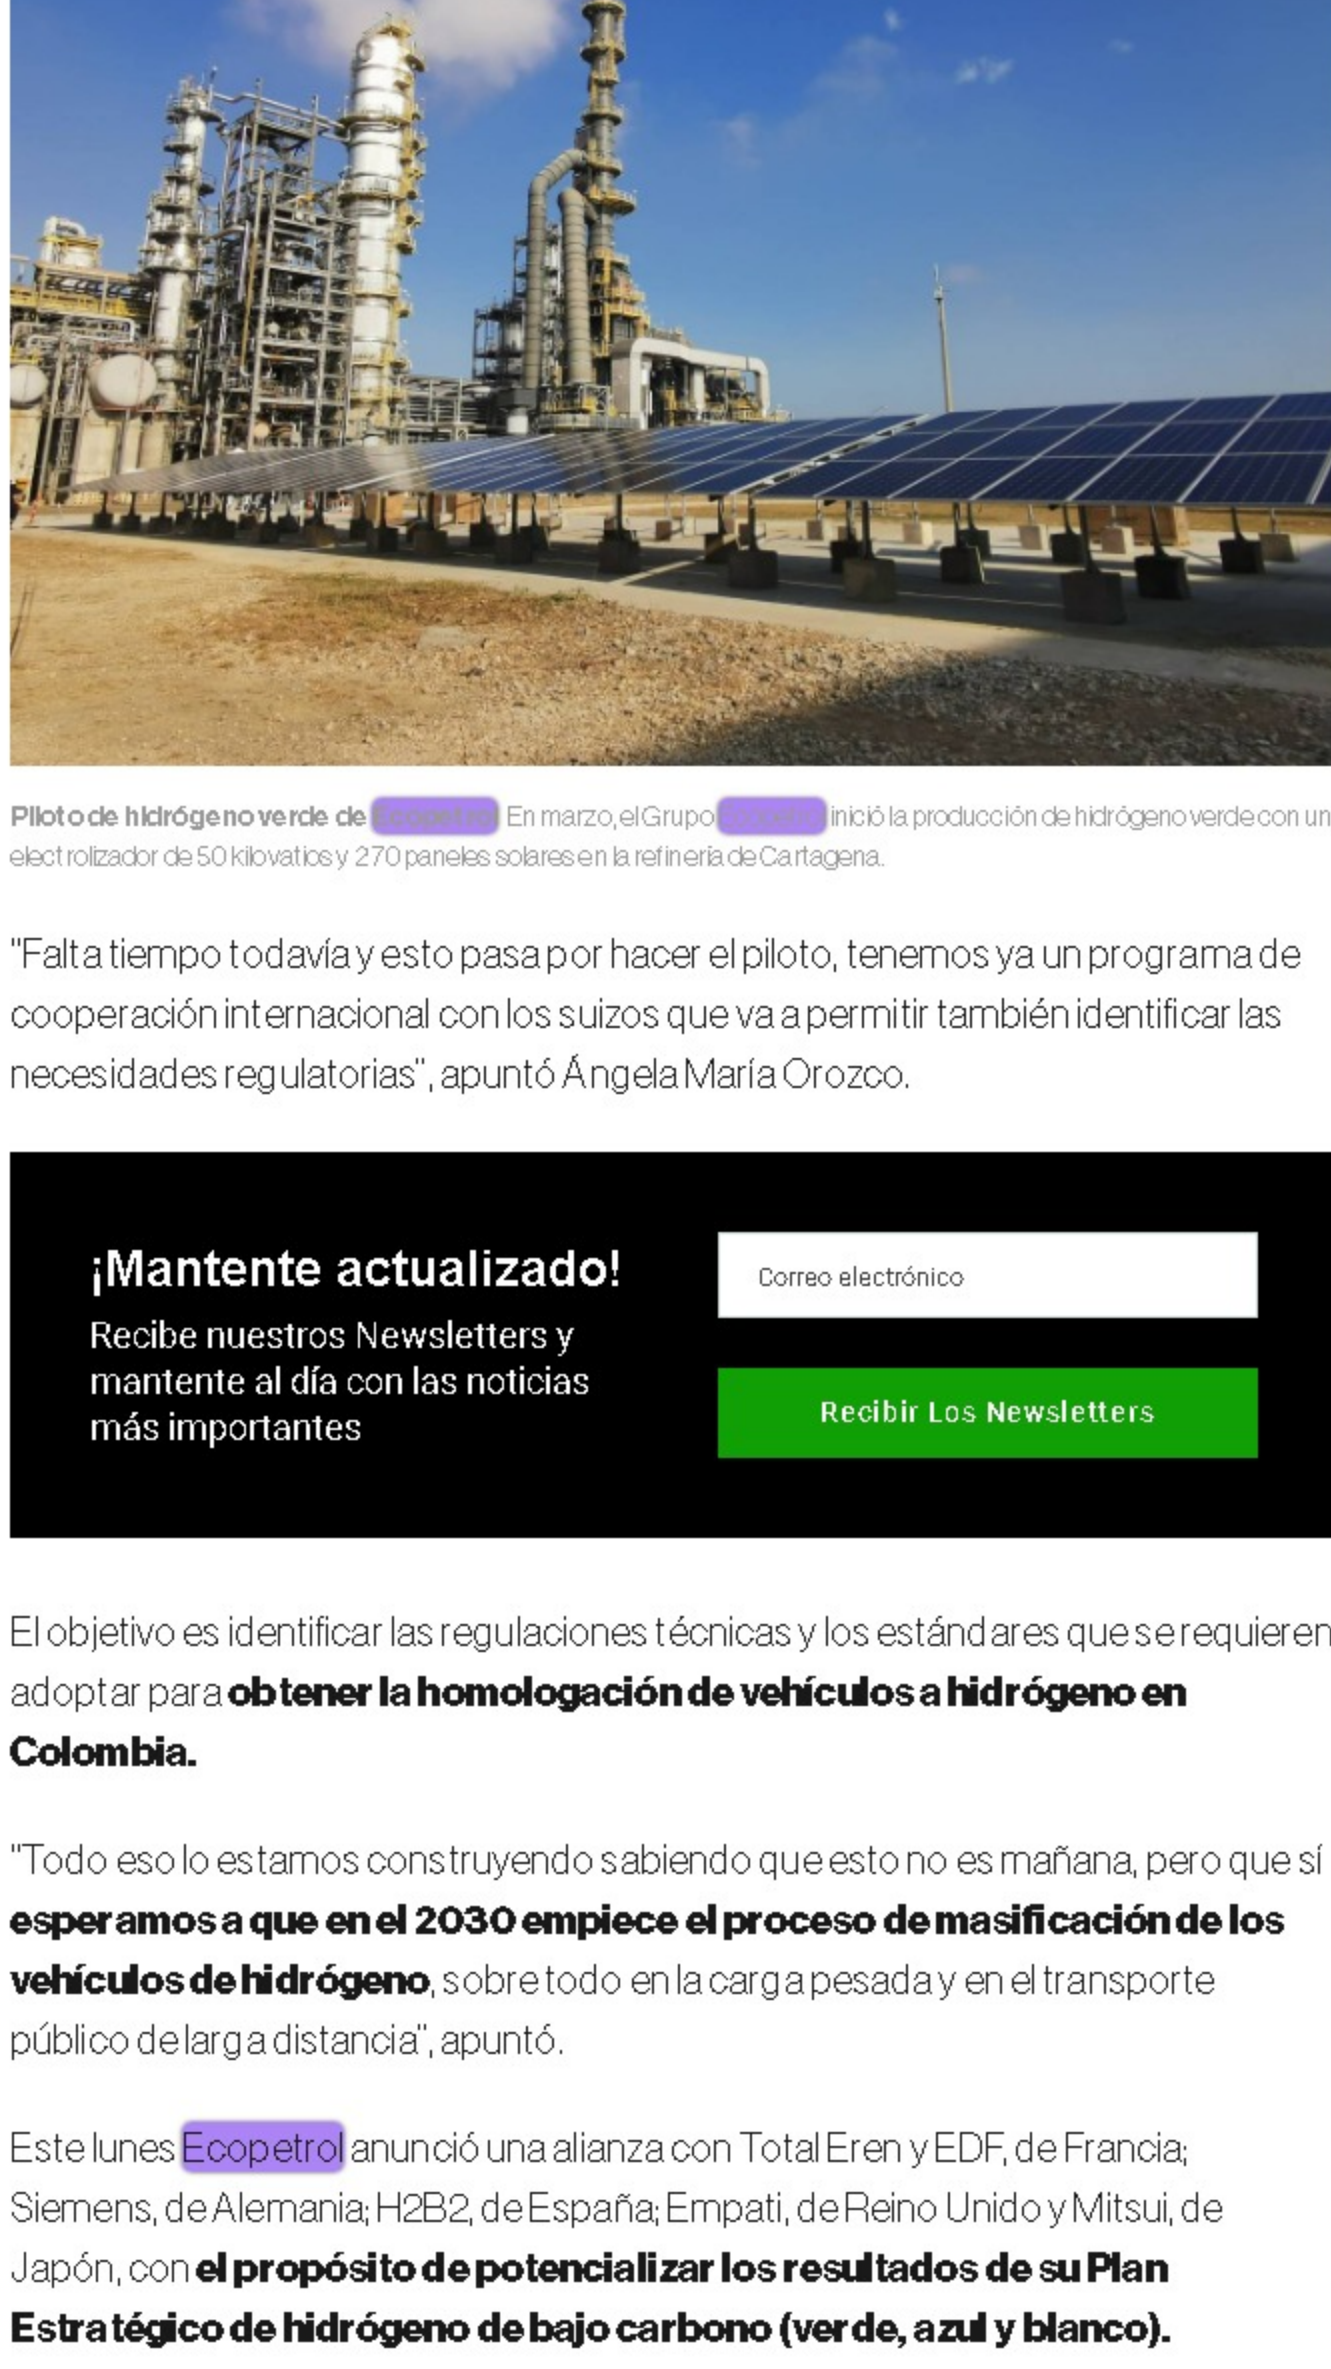 Piloto de hidrógeno verde de Ecopetrol En marzo, el Grupo Ecopetrol inició la producción de hidrógeno verde con un
electrolizador de 50 kilovatios y 270 paneles solares en la refinería de Cartagena.
"Falta tiempo todavía y esto pasa por hacer el piloto, tenemos ya un programa de
cooperación internacional con los suizos que va a permitir también identificar las
necesidades regulatorias", apuntó Ángela María Orozco.
¡Mantente actualizado!
Recibe nuestros Newsletters y
mantente al día con las noticias
más importantes
Correo electrónico
Recibir Los Newsletters
El objetivo es identificar las regulaciones técnicas y los estándares que se requieren
adoptar para obtener la homologación de vehículos a hidrógeno en
Colombia.
"Todo eso lo estamos construyendo sabiendo que esto no es mañana, pero que sí
esperamos a que en el 2030 empiece el proceso de masificación de los
vehículos de hidrógeno, sobre todo en la carga pesada y en el transporte
público de larga distancia", apuntó.
Este lunes Ecopetrol anunció una alianza con Total Eren y EDF, de Francia;
Siemens, de Alemania; H2B2, de España; Empati, de Reino Unido y Mitsui, de
Japón, con el propósito de potencializar los resultados de su Plan
Estratégico de hidrógeno de bajo carbono (verde, azul y blanco).